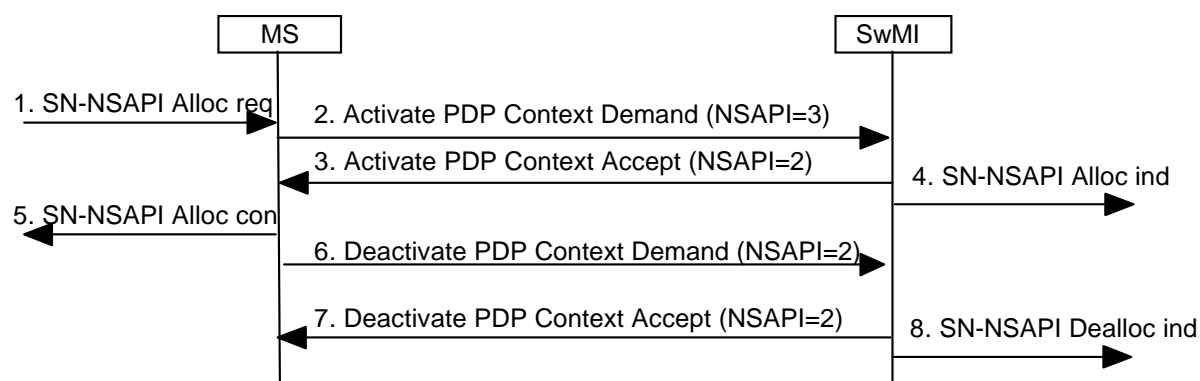 MS
SwMI
1. SN-NSAPI Alloc req
2. Activate PDP Context Demand (NSAPI=3)
3. Activate PDP Context Accept (NSAPI=2)
4. SN-NSAPI Alloc ind
5. SN-NSAPI Alloc con
6. Deactivate PDP Context Demand (NSAPI=2)
7. Deactivate PDP Context Accept (NSAPI=2)
8. SN-NSAPI Dealloc ind